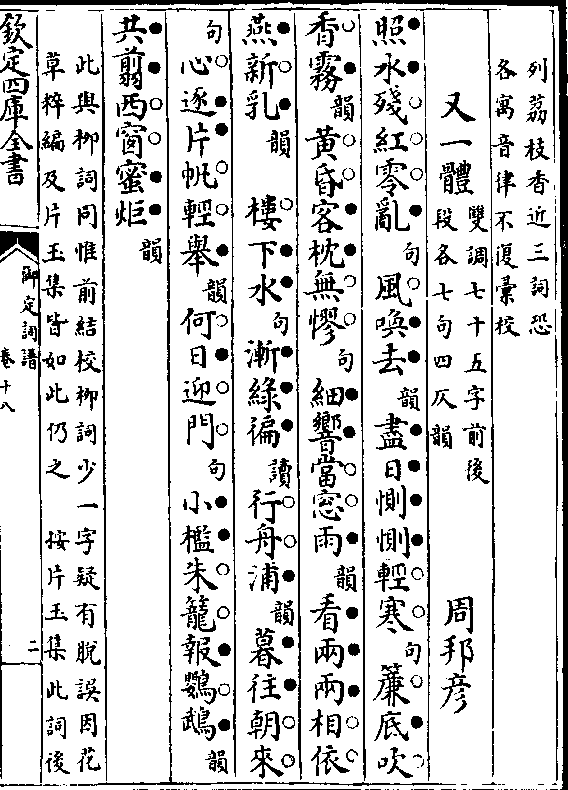 列荔枝香近三詞恐
各寓音律不復彙校
又一體 雙調七十五字前後
段各七句四仄韻 周邦彥
照水殘紅零亂句風喚去韻盡日惻惻輕寒句簾底吹
香霧韻黃昏客枕無憀句細響當窓雨韻看兩兩相依
燕新乳韻 樓下水句漸綠徧讀行舟浦韻暮往朝來
句心逐片帆輕舉韻何日迎門句小檻朱籠報鸚鵡韻
共翦西窗蜜炬韻
此與柳詞同惟前結校柳詞少一字疑有脫誤因花
草粹編及片玉集皆如此仍之 按片玉集此詞後
欽定四庫全書
御定詞譜
卷十八
二